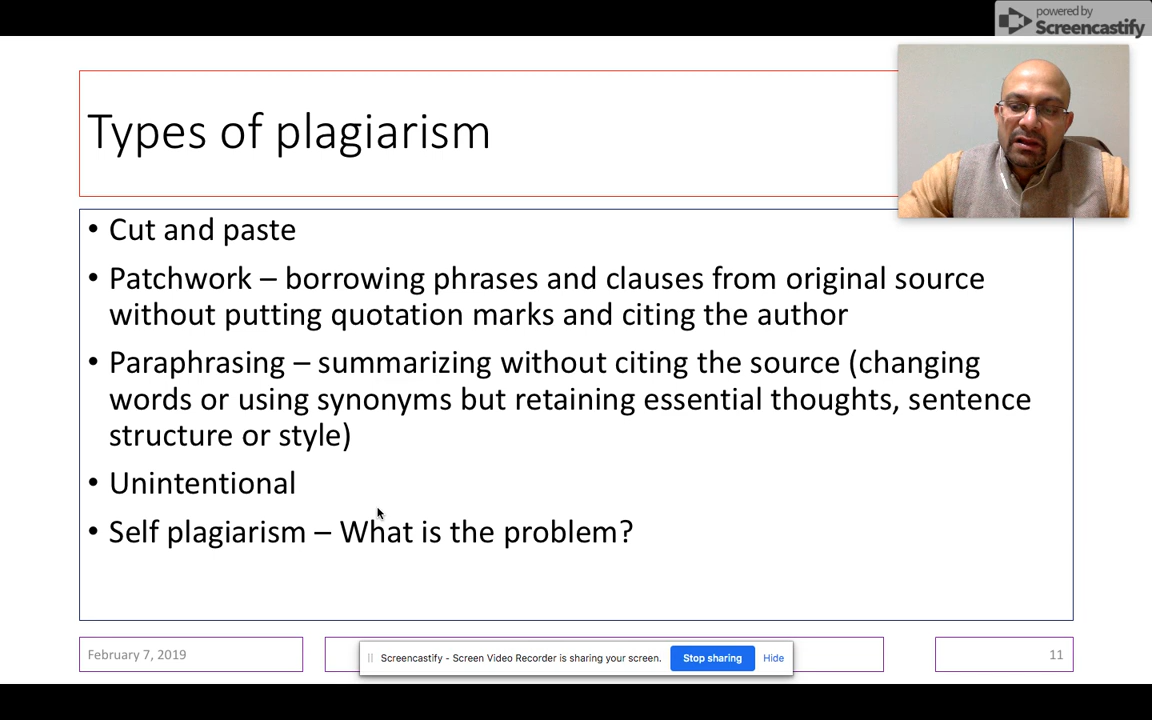 powered by
Screencastify
Types of plagiarism
• Cut and paste
• Patchwork – borrowing phrases and clauses from original source
without putting quotation marks and citing the author
• Paraphrasing – summarizing without citing the source (changing
words or using synonyms but retaining essential thoughts, sentence
structure or style)
• Unintentional
• Self plagiarism – What is the problem?
February 7, 2019
Screencastify - Screen Video Recorder is sharing your screen.
Stop sharing
Hide
11